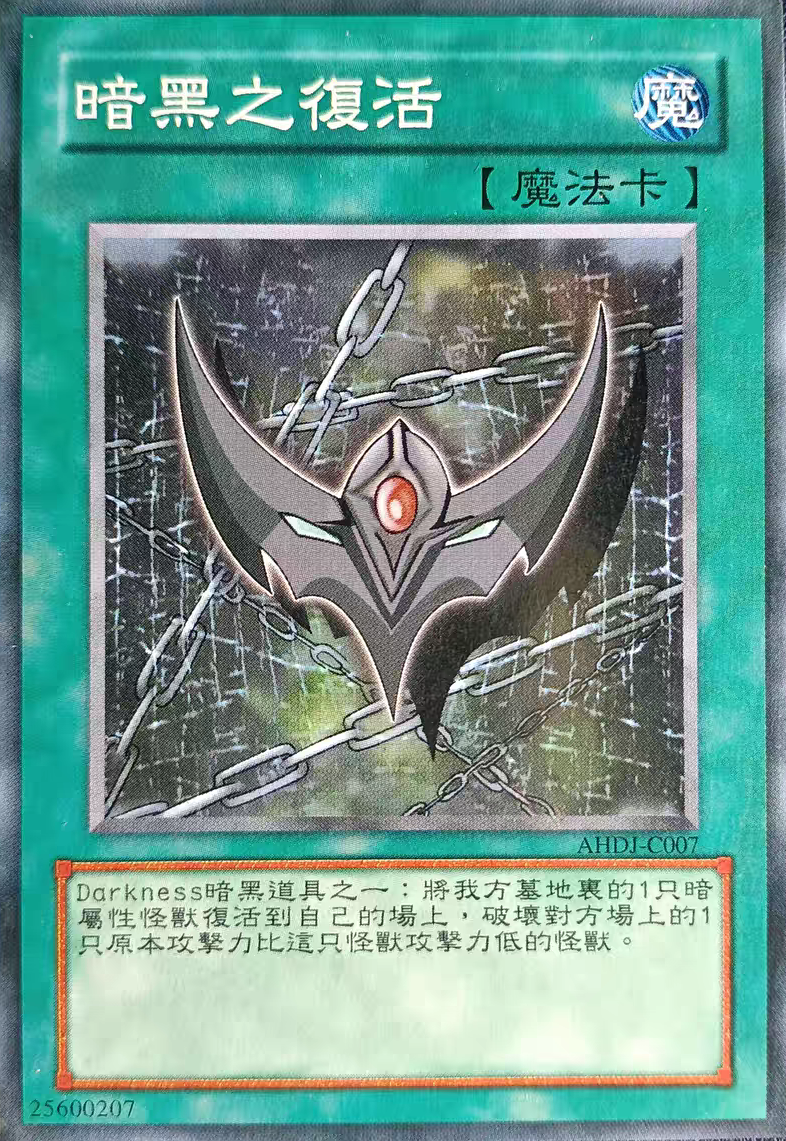 暗黑之復活
魔
【魔法卡】
AHDJ-C007
Darkness暗黑道具之一：將我方墓地裏的1只暗
屬性怪獸復活到自己的場上，破壞對方場上的1
只原本攻擊力比這只怪獸攻擊力低的怪獸。
25600207